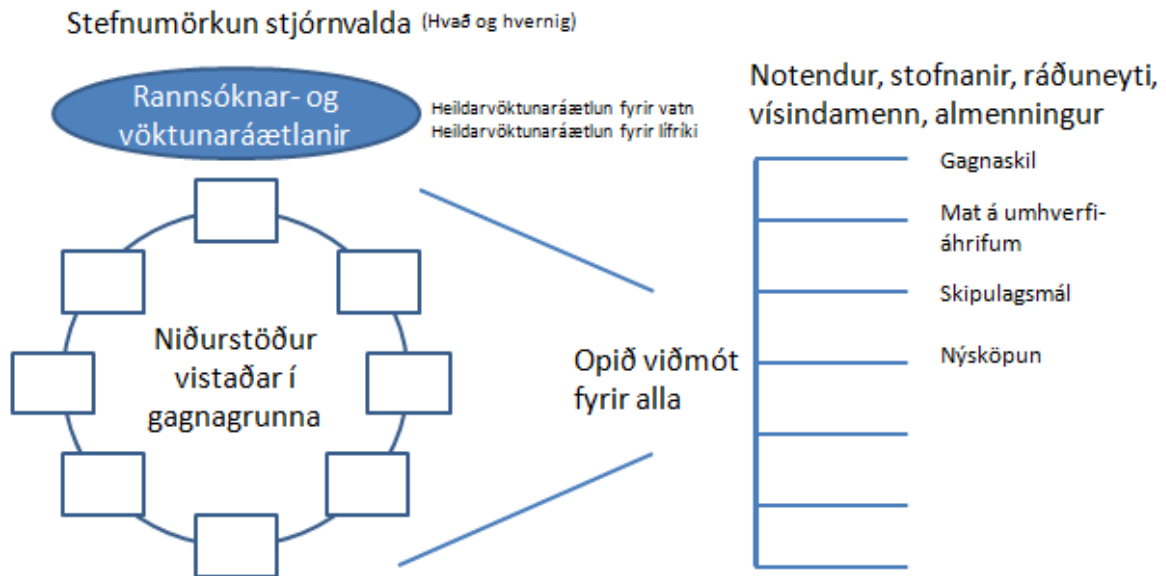 Stefnumörkun stjórnvalda (Hvað og hvernig)
Rannsóknar- og
vöktunaráætlanir
Heildarvöktunaráætlun fyrir vatn
Heildarvöktunaráætlun fyrir lífríki
Niðurstöður
vistaðar í
gagnagrunna
Opið viðmót
fyrir alla
Notendur, stofnanir, ráðuneyti,
vísindamenn, almenningur
Gagnaskil
Mat á umhverfi-
áhrifum
Skipulagsmál
Nýsköpun